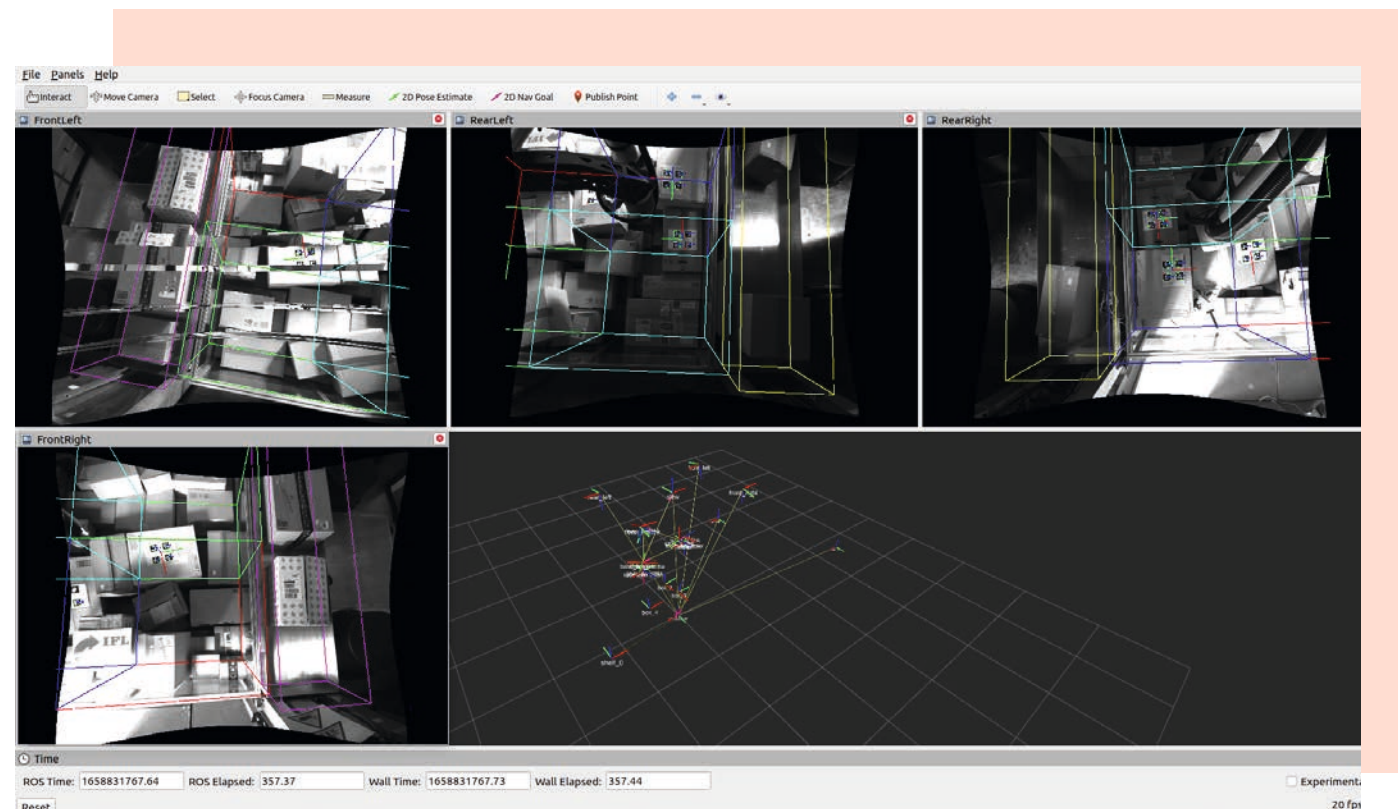 File Panels Help
Interact Move Camera Select Focus Camera Measure 2D Pose Estimate 2D Nav Goal Publish Point
FrontLeft RearLeft RearRight
FrontRight
IFL
shelf_0
Time
ROS Time: 1658831767.64 ROS Elapsed: 357.37 Wall Time: 1658831767.73 Wall Elapsed: 357.44 Experimenta
Reset 20 fps